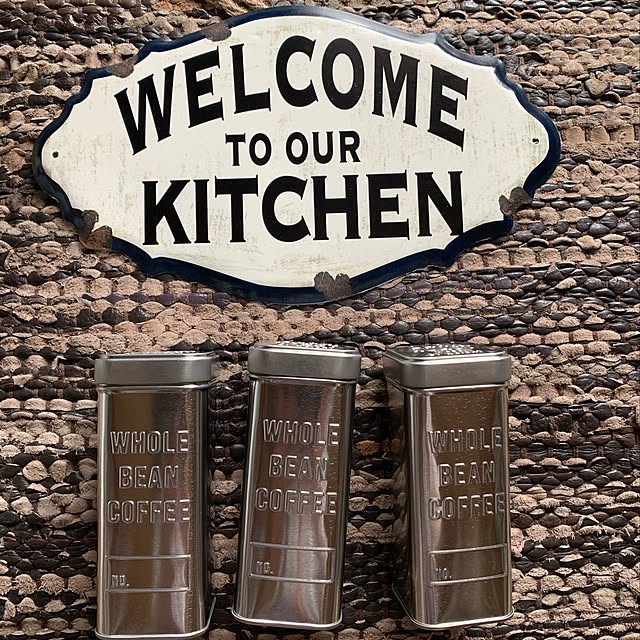 WELCOME
TO OUR
KITCHEN
WHOLE
BEAN
COFFEE
NO.
WHOLE
BEAN
COFFEE
NO.
WHOLE
BEAN
COFFEE
NO.